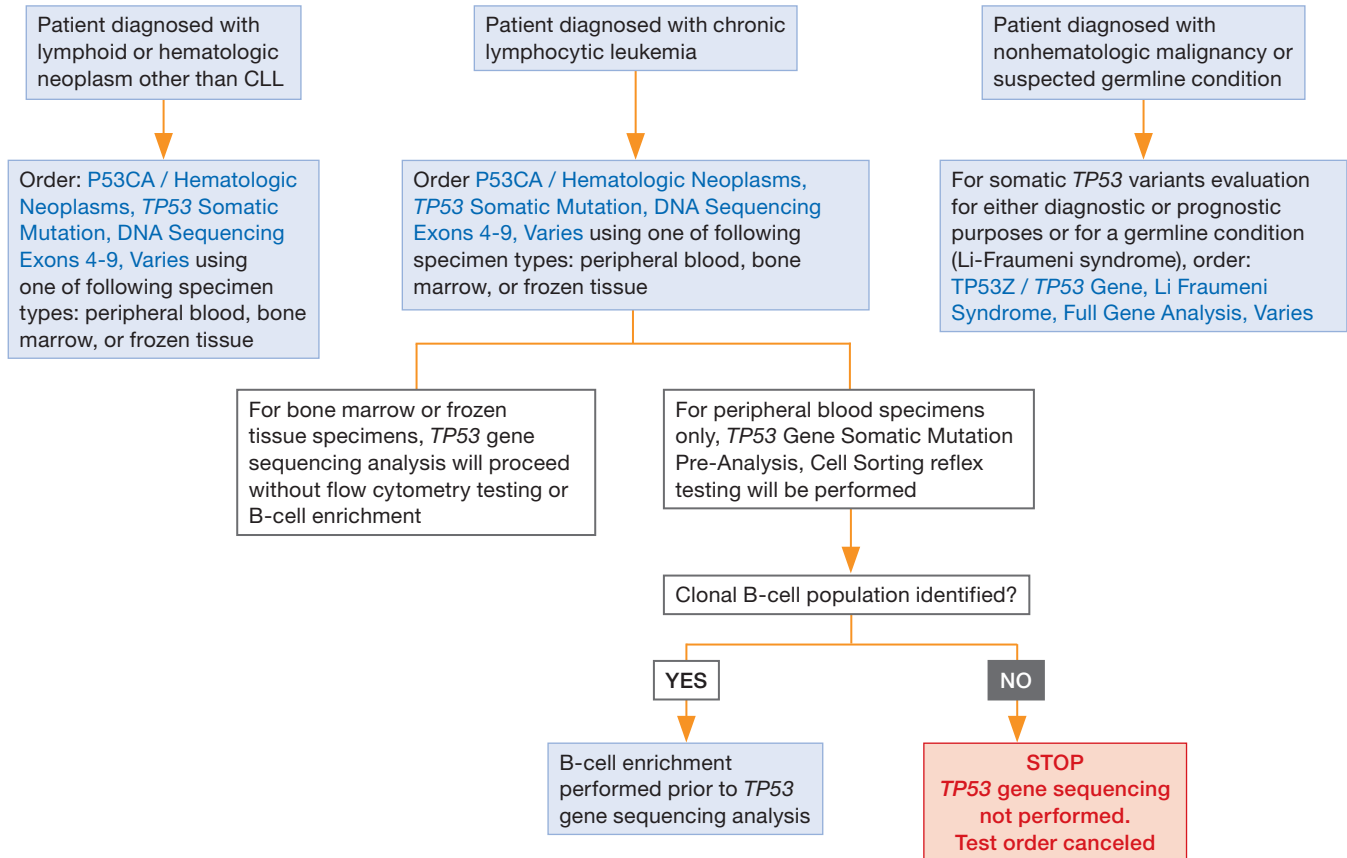 Patient diagnosed with
lymphoid or hematologic
neoplasm other than CLL
Patient diagnosed with chronic
lymphocytic leukemia
Patient diagnosed with
nonhematologic malignancy or
suspected germline condition
Order: P53CA / Hematologic
Neoplasms, TP53 Somatic
Mutation, DNA Sequencing
Exons 4-9, Varies using
one of following specimen
types: peripheral blood, bone
marrow, or frozen tissue
Order P53CA / Hematologic Neoplasms,
TP53 Somatic Mutation, DNA Sequencing
Exons 4-9, Varies using one of following
specimen types: peripheral blood, bone
marrow, or frozen tissue
For somatic TP53 variants evaluation
for either diagnostic or prognostic
purposes or for a germline condition
(Li-Fraumeni syndrome), order:
TP53Z / TP53 Gene, Li Fraumeni
Syndrome, Full Gene Analysis, Varies
For bone marrow or frozen
tissue specimens, TP53 gene
sequencing analysis will proceed
without flow cytometry testing or
B-cell enrichment
For peripheral blood specimens
only, TP53 Gene Somatic Mutation
Pre-Analysis, Cell Sorting reflex
testing will be performed
Clonal B-cell population identified?
YES
NO
B-cell enrichment
performed prior to TP53
gene sequencing analysis
STOP
TP53 gene sequencing
not performed.
Test order canceled